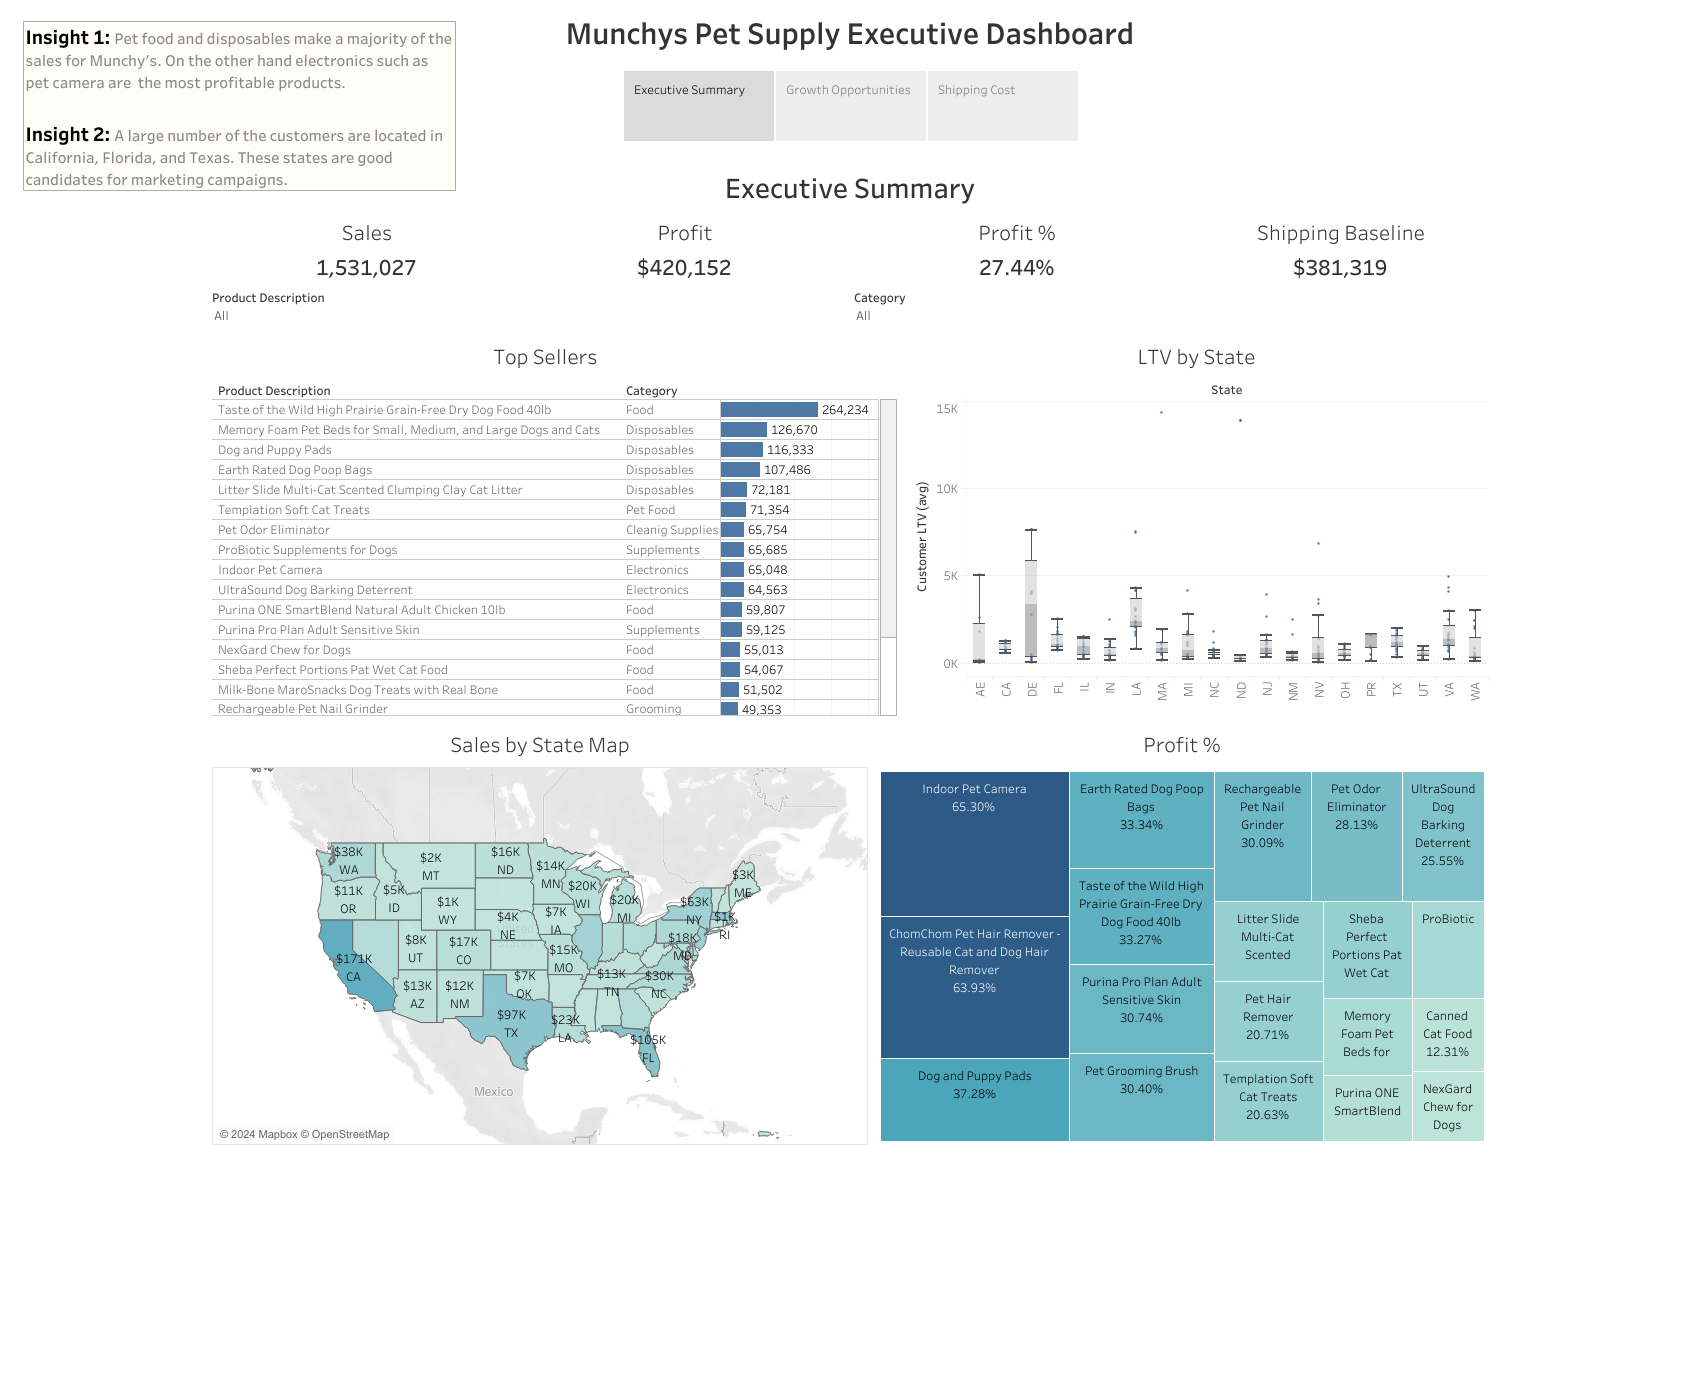 Insight 1: Pet food and disposables make a majority of the
sales for Munchy's. On the other hand electronics such as
pet camera are the most profitable products.
Insight 2: A large number of the customers are located in
California, Florida, and Texas. These states are good
candidates for marketing campaigns.
Munchys Pet Supply Executive Dashboard
Executive Summary
Growth Opportunities
Shipping Cost
Executive Summary
Sales
1,531,027
Profit
$420,152
Profit %
27.44%
Shipping Baseline
$381,319
Product Description
All
Category
All
Top Sellers
Product Description Category
Taste of the Wild High Prairie Grain-Free Dry Dog Food 40lb Food 264,234
Memory Foam Pet Beds for Small, Medium, and Large Dogs and Cats Disposables 126,670
Dog and Puppy Pads Disposables 116,333
Earth Rated Dog Poop Bags Disposables 107,486
Litter Slide Multi-Cat Scented Clumping Clay Cat Litter Disposables 72,181
Templation Soft Cat Treats Pet Food 71,354
Pet Odor Eliminator Cleanig Supplies 65,754
ProBiotic Supplements for Dogs Supplements 65,685
Indoor Pet Camera Electronics 65,048
UltraSound Dog Barking Deterrent Electronics 64,563
Purina ONE SmartBlend Natural Adult Chicken 10lb Food 59,807
Purina Pro Plan Adult Sensitive Skin Supplements 59,125
NexGard Chew for Dogs Food 55,013
Sheba Perfect Portions Pat Wet Cat Food Food 54,067
Milk-Bone MaroSnacks Dog Treats with Real Bone Food 51,502
Rechargeable Pet Nail Grinder Grooming 49,353
LTV by State
State
Customer LTV (avg)
15K
10K
5K
0K
AE CA DE FL IL IN LA MA MI NC ND NJ NM NV OH PR TX UT VA WA
Sales by State Map
$38K
WA
$2K
MT
$16K
ND
$14K
MN
$3K
ME
$11K
OR
$5K
ID
$1K
WY
$20K
WI
$20K
MI
$63K
NY
$1K
RI
$4K
NE
$7K
IA
$18K
MD
$171K
CA
$8K
UT
$17K
CO
$15K
MO
$13K
AZ
$12K
NM
$7K
OK
$13K
TN
$30K
NC
$97K
TX
$23K
LA
$105K
FL
Mexico
© 2024 Mapbox © OpenStreetMap
Profit %
Indoor Pet Camera
65.30%
ChomChom Pet Hair Remover -
Reusable Cat and Dog Hair
Remover
63.93%
Dog and Puppy Pads
37.28%
Earth Rated Dog Poop
Bags
33.34%
Taste of the Wild High
Prairie Grain-Free Dry
Dog Food 40lb
33.27%
Purina Pro Plan Adult
Sensitive Skin
30.74%
Pet Grooming Brush
30.40%
Rechargeable
Pet Nail
Grinder
30.09%
Pet Odor
Eliminator
28.13%
UltraSound
Dog
Barking
Deterrent
25.55%
Litter Slide
Multi-Cat
Scented
Pet Hair
Remover
20.71%
Templation Soft
Cat Treats
20.63%
Sheba
Perfect
Portions Pat
Wet Cat
ProBiotic
Memory
Foam Pet
Beds for
Canned
Cat Food
12.31%
Purina ONE
SmartBlend
NexGard
Chew for
Dogs